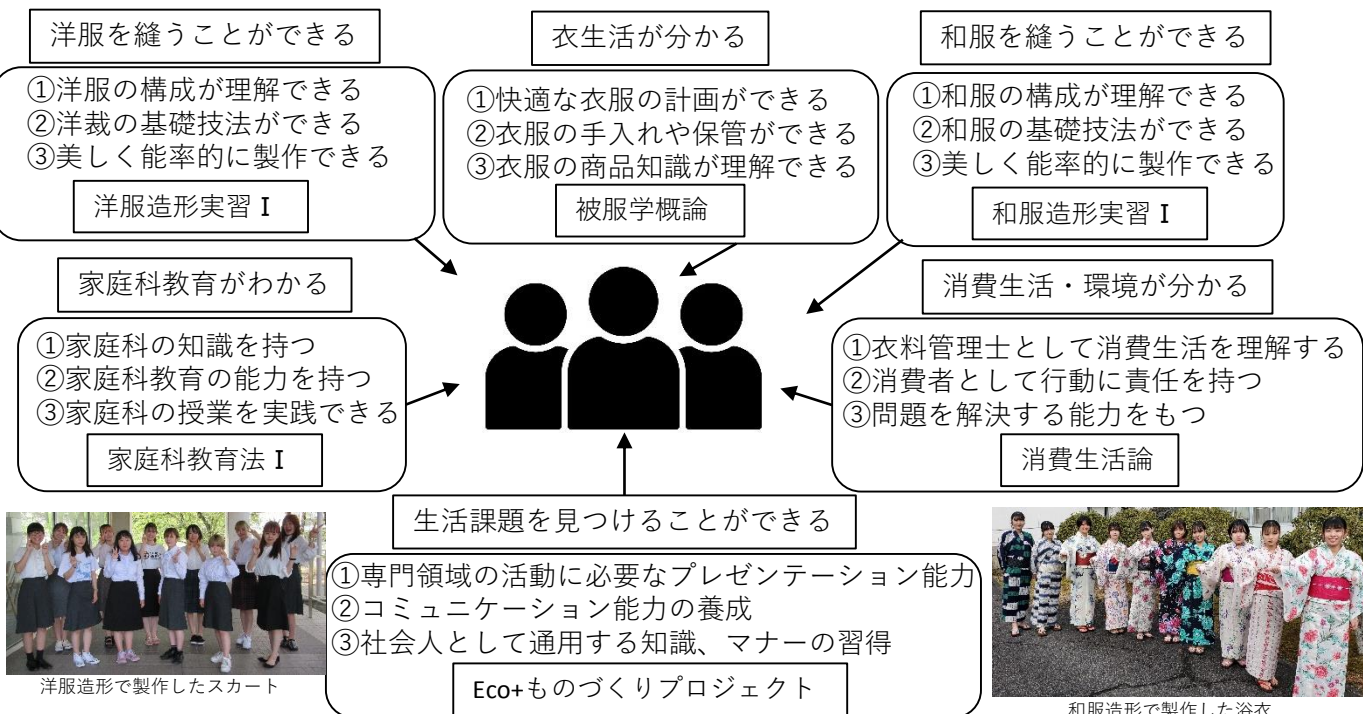 洋服を縫うことができる
①洋服の構成が理解できる
②洋裁の基礎技法ができる
③美しく能率的に製作できる
洋服造形実習Ⅰ
衣生活が分かる
①快適な衣服の計画ができる
②衣服の手入れや保管ができる
③衣服の商品知識が理解できる
被服学概論
和服を縫うことができる
①和服の構成が理解できる
②和服の基礎技法ができる
③美しく能率的に製作できる
和服造形実習Ⅰ
家庭科教育がわかる
①家庭科の知識を持つ
②家庭科教育の能力を持つ
③家庭科の授業を実践できる
家庭科教育法Ⅰ
消費生活・環境が分かる
①衣料管理士として消費生活を理解する
②消費者として行動に責任を持つ
③問題を解決する能力をもつ
消費生活論
生活課題を見つけることができる
①専門領域の活動に必要なプレゼンテーション能力
②コミュニケーション能力の養成
③社会人として通用する知識、マナーの習得
Eco+ものづくりプロジェクト
洋服造形で製作したスカート
和服造形で製作した浴衣